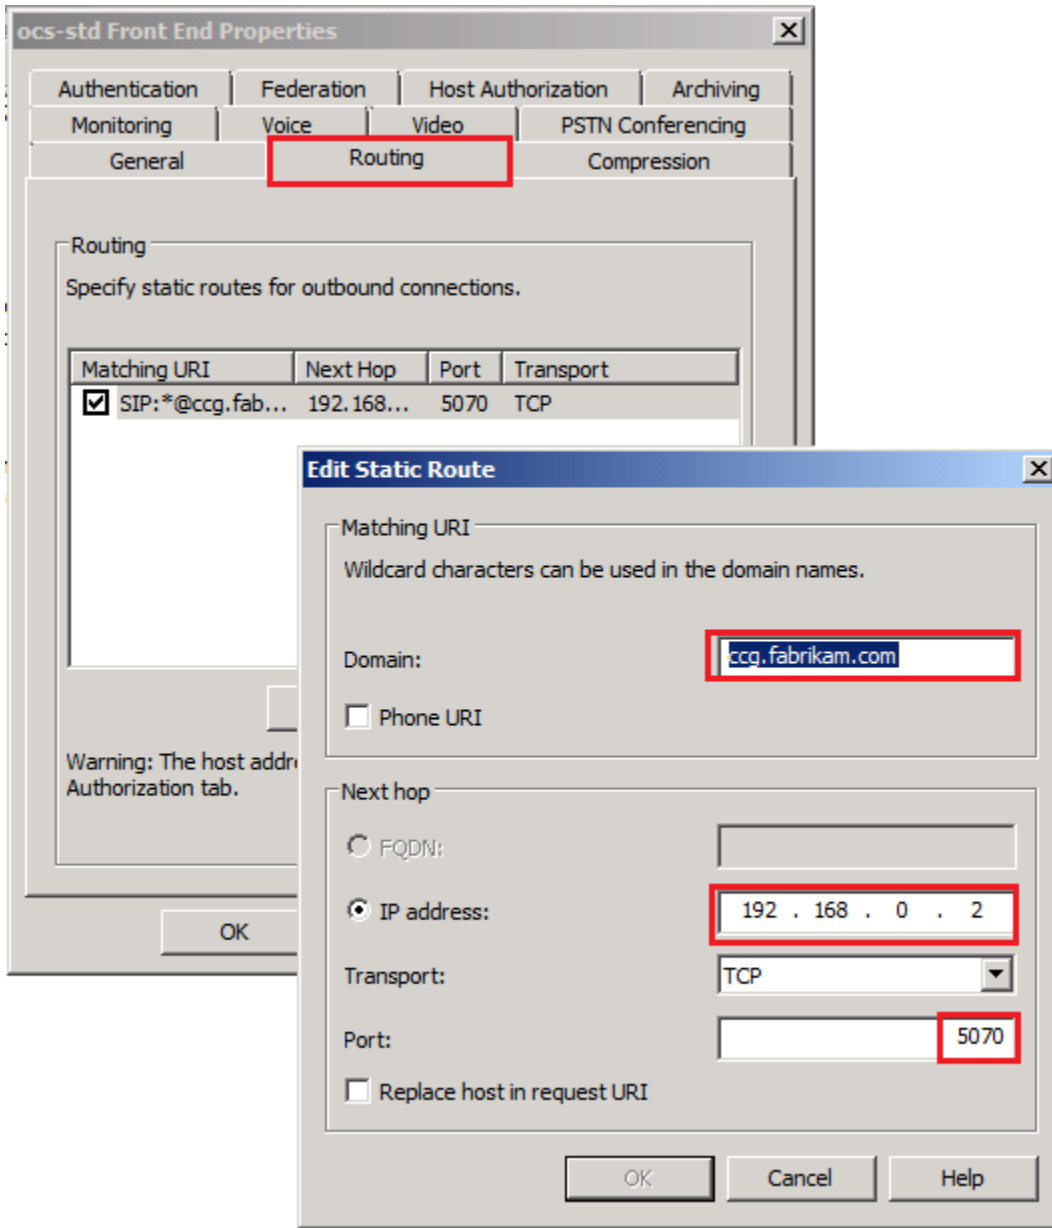 ocs-std Front End Properties
Authentication Federation Host Authorization Archiving
Monitoring Voice Video PSTN Conferencing
General Routing Compression
Routing
Specify static routes for outbound connections.
Matching URI Next Hop Port Transport
SIP:*@ccg.fab... 192.168... 5070 TCP
Warning: The host addr
Authorization tab.
OK
Edit Static Route
Matching URI
Wildcard characters can be used in the domain names.
Domain: ccg.fabrikam.com
Phone URI
Next hop
FQDN:
IP address: 192 . 168 . 0 . 2
Transport: TCP
Port: 5070
Replace host in request URI
OK Cancel Help